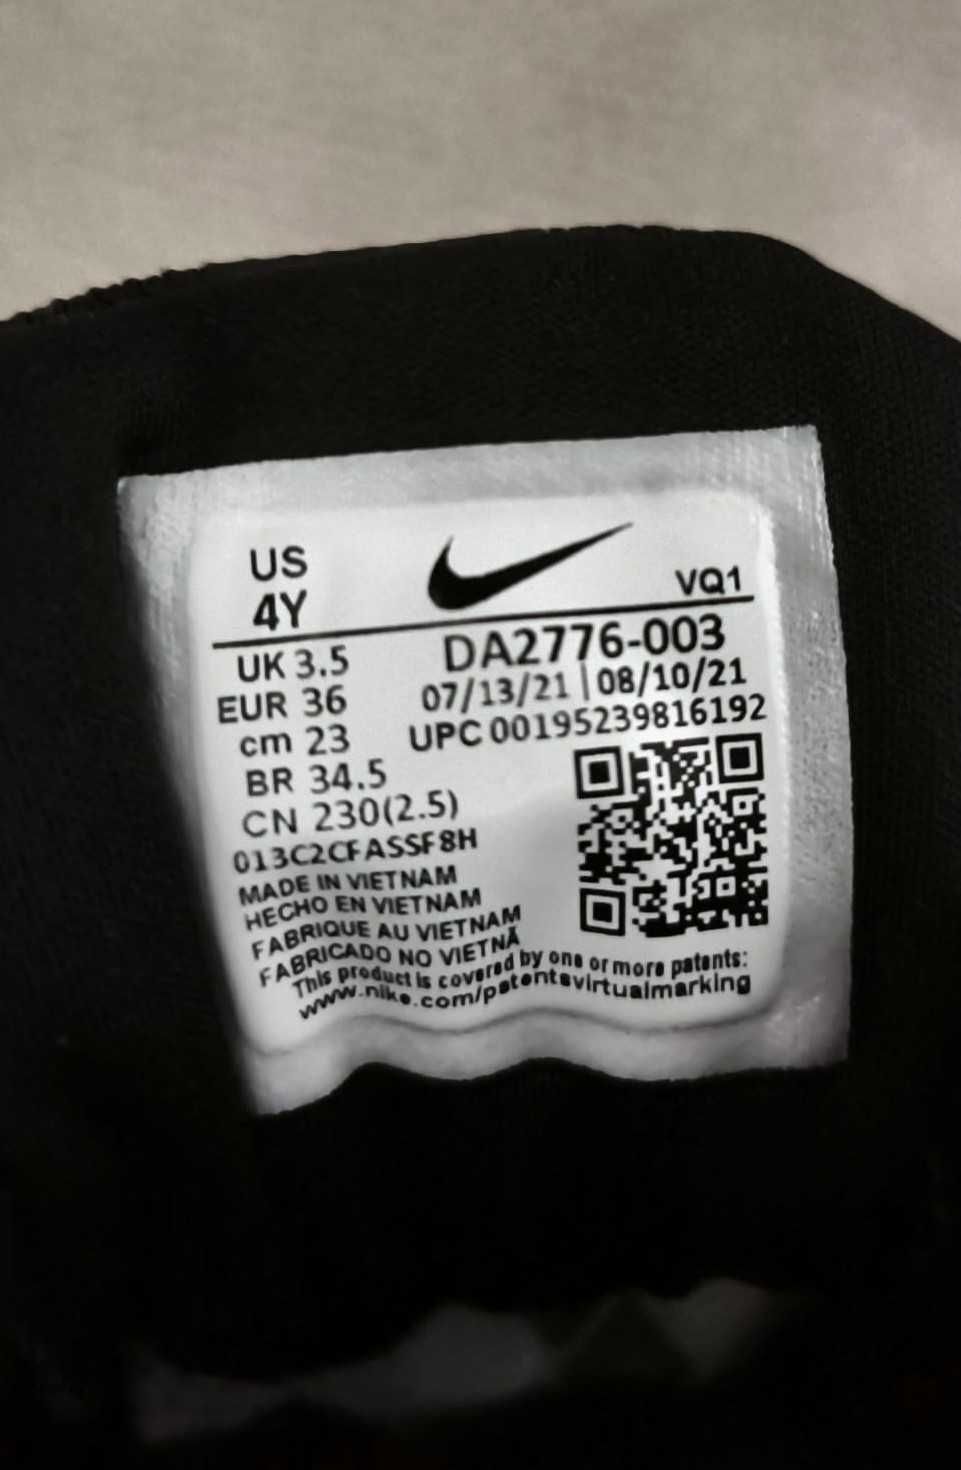 US
4Y
VQ1
UK 3.5
DA2776-003
EUR 36
07/13/21 | 08/10/21
cm 23
UPC 00195239816192
BR 34.5
CN 230(2.5)
013C2CFASSF8H
MADE IN VIETNAM
HECHO EN VIETNAM
FABRIQUE AU VIETNAM
FABRICADO NO VIETNÃ
This product is covered by one or more patents:
www.nike.com/patentsvirtualmarking